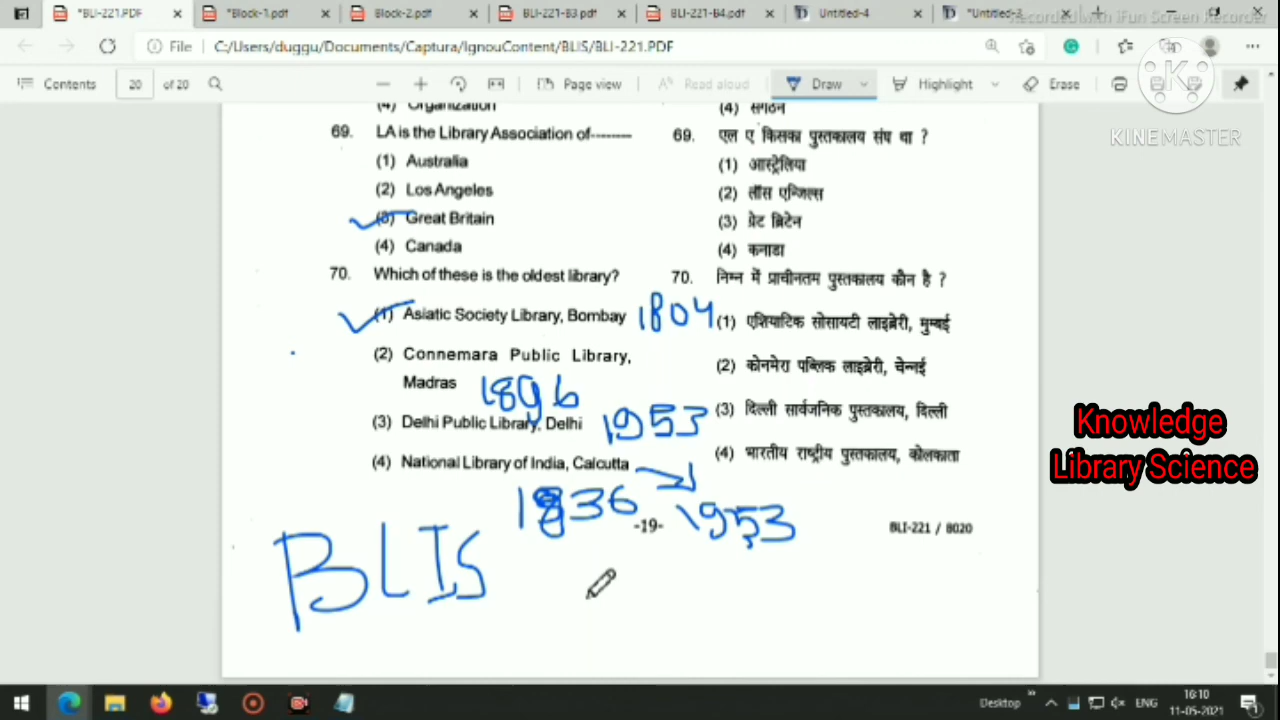 *BLI-221.PDF
*Block-1.pdf
Block-2.pdf
BLI-221-B3.pdf
BLI-221-B4.pdf
Untitled-4
*Untitled-3
Recorded with iFun Screen Recorder
File C:/Users/duggu/Documents/Captura/IgnouContent/BLIS/BLI-221.PDF
Contents 20 of 20 Page view Read aloud Draw Highlight Erase
KINEMASTER
(4) Organization
69. LA is the Library Association of--------
(1) Australia
(2) Los Angeles
(3) Great Britain
(4) Canada
70. Which of these is the oldest library?
(1) Asiatic Society Library, Bombay 1804
(2) Connemara Public Library,
Madras 1896
(3) Delhi Public Library, Delhi 1953
(4) National Library of India, Calcutta
1836 1953
(4) संगठन
69. एल ए किसका पुस्तकालय संघ था ?
(1) आस्ट्रेलिया
(2) लॉस एन्जिल्स
(3) ग्रेट ब्रिटेन
(4) कनाडा
70. निम्न में प्राचीनतम पुस्तकालय कौन है ?
(1) एशियाटिक सोसायटी लाइब्रेरी, मुम्बई
(2) कोनमेरा पब्लिक लाइब्रेरी, चेन्नई
(3) दिल्ली सार्वजनिक पुस्तकालय, दिल्ली
(4) भारतीय राष्ट्रीय पुस्तकालय, कोलकाता
-19-
BLI-221 / 8020
BLIS
Knowledge
Library Science
Desktop ENG 16:10
11-05-2021